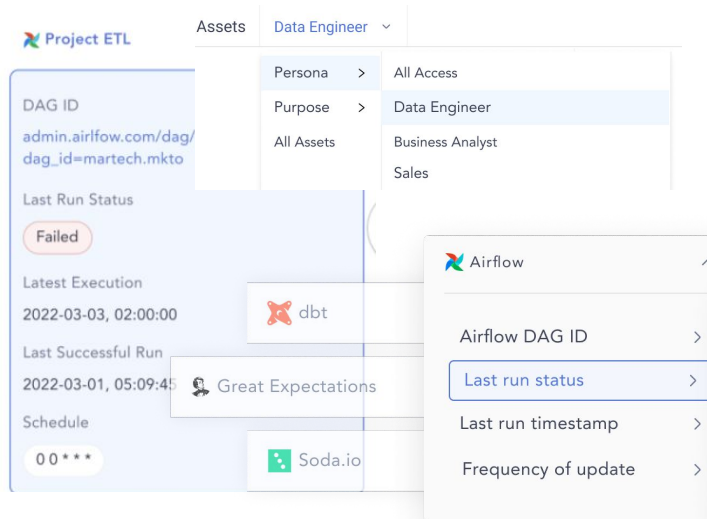 Project ETL
DAG ID
admin.airlfow.com/dag/
dag_id=martech.mkto
Last Run Status
Failed
Latest Execution
2022-03-03, 02:00:00
Last Successful Run
2022-03-01, 05:09:45
Schedule
0 0 * * *
Assets
Data Engineer
Persona
Purpose
All Assets
All Access
Data Engineer
Business Analyst
Sales
dbt
Great Expectations
Soda.io
Airflow
Airflow DAG ID
Last run status
Last run timestamp
Frequency of update